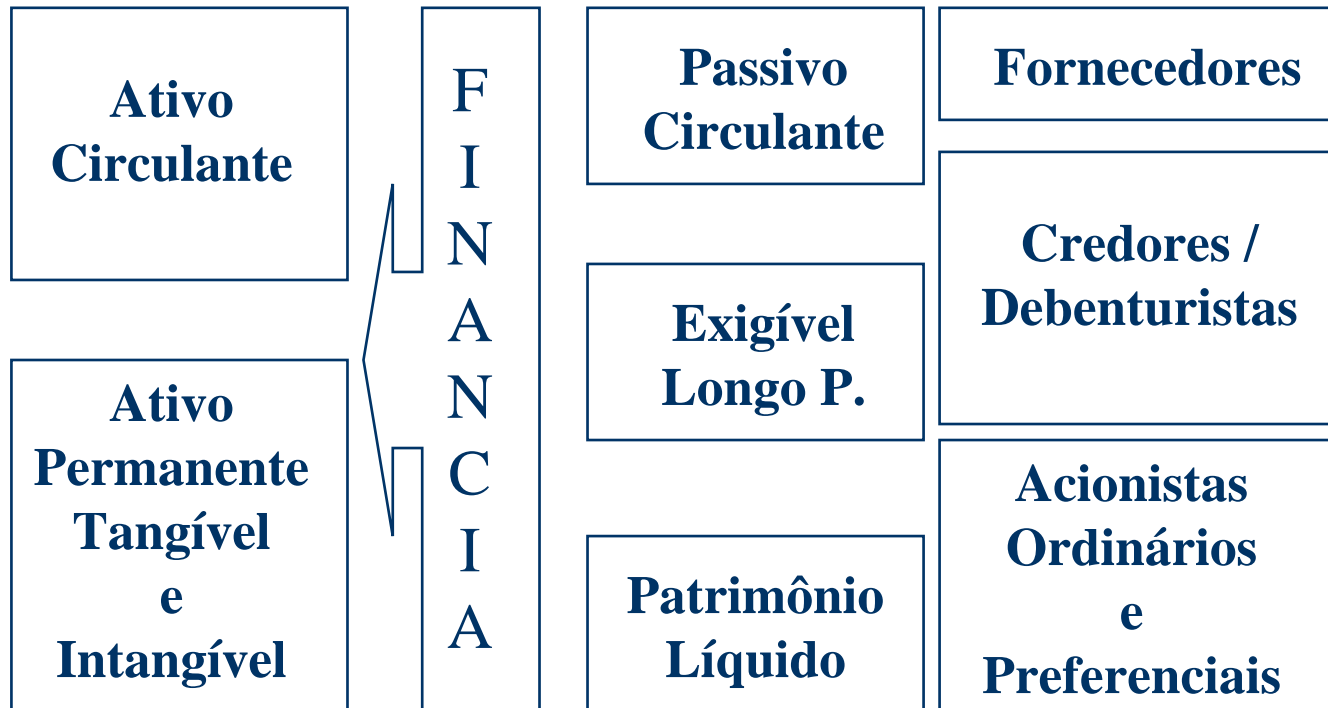 Ativo
Circulante
Ativo
Permanente
Tangível
e
Intangível
F
I
N
A
N
C
I
A
Passivo
Circulante
Exigível
Longo P.
Patrimônio
Líquido
Fornecedores
Credores /
Debenturistas
Acionistas
Ordinários
e
Preferenciais